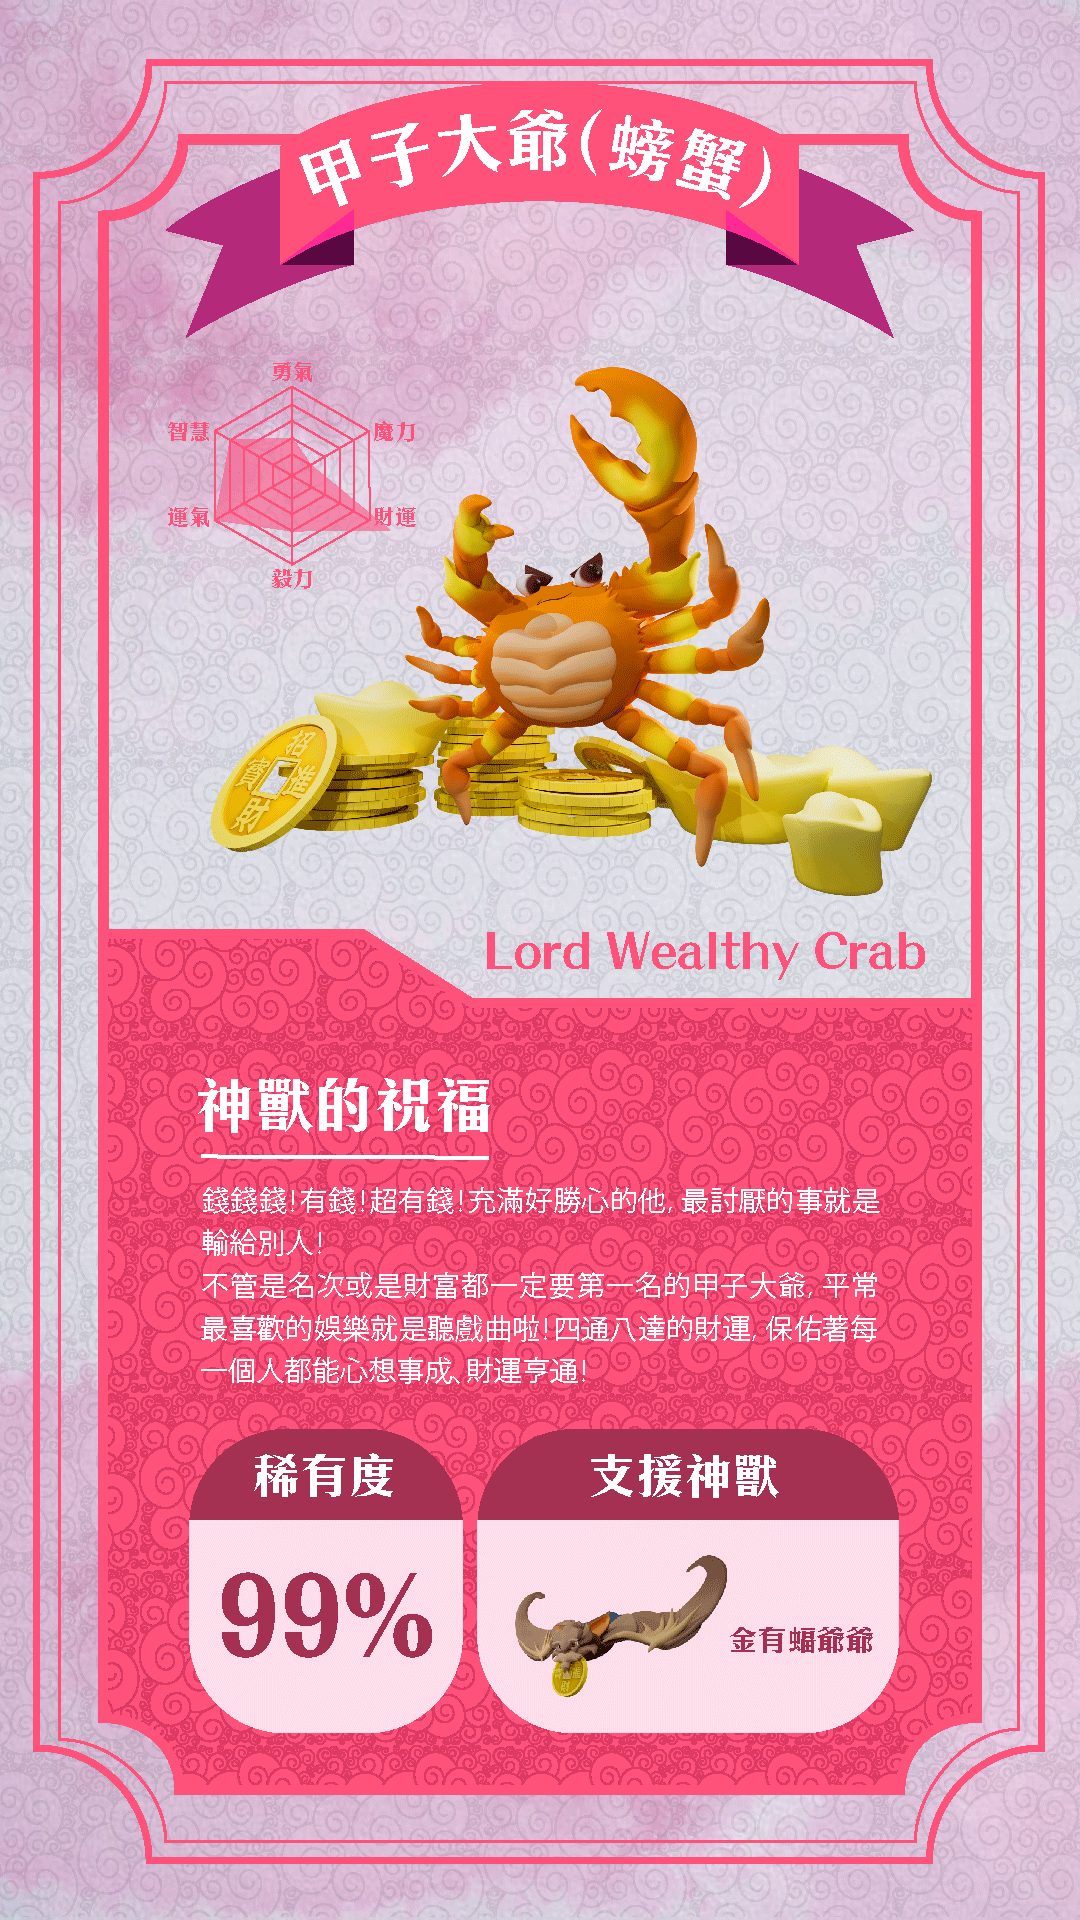 甲子大爺(螃蟹)
勇氣
智慧
魔力
運氣
財運
毅力
招
寶 進
財
Lord Wealthy Crab
神獸的祝福
錢錢錢!有錢!超有錢!充滿好勝心的他, 最討厭的事就是
輸給別人!
不管是名次或是財富都一定要第一名的甲子大爺, 平常
最喜歡的娛樂就是聽戲曲啦!四通八達的財運, 保佑著每
一個人都能心想事成、財運亨通!
稀有度
支援神獸
99%
金有蝠爺爺